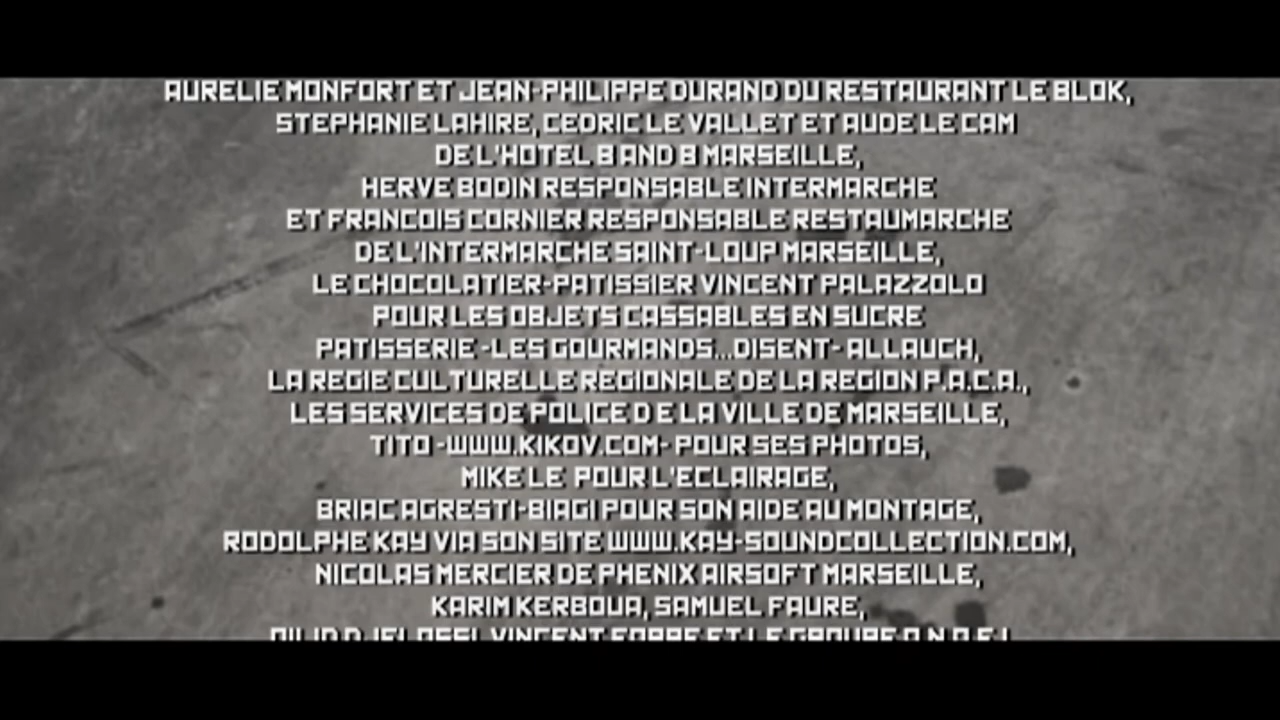 AURELIE MONFORT ET JEAN-PHILIPPE DURAND DU RESTAURANT LE BLOK,
STEPHANIE LAHIRE, CEDRIC LE VALLET ET AUDE LE CAM
DE L'HOTEL B AND B MARSEILLE,
HERVE BODIN RESPONSABLE INTERMARCHE
ET FRANCOIS CORNIER RESPONSABLE RESTAUMARCHE
DE L'INTERMARCHE SAINT-LOUP MARSEILLE,
LE CHOCOLATIER-PATISSIER VINCENT PALAZZOLO
POUR LES OBJETS CASSABLES EN SUCRE
PATISSERIE -LES GOURMANDS...DISENT- ALLAUCH,
LA REGIE CULTURELLE REGIONALE DE LA REGION P.A.C.A.,
LES SERVICES DE POLICE D E LA VILLE DE MARSEILLE,
TITO -WWW.KIKOV.COM- POUR SES PHOTOS,
MIKE LE POUR L'ECLAIRAGE,
BRIAC AGRESTI-BIAGI POUR SON AIDE AU MONTAGE,
RODOLPHE KAY VIA SON SITE WWW.KAY-SOUNDCOLLECTION.COM,
NICOLAS MERCIER DE PHENIX AIRSOFT MARSEILLE,
KARIM KERBOUA, SAMUEL FAURE,
VINCENT ET LE GROUPE